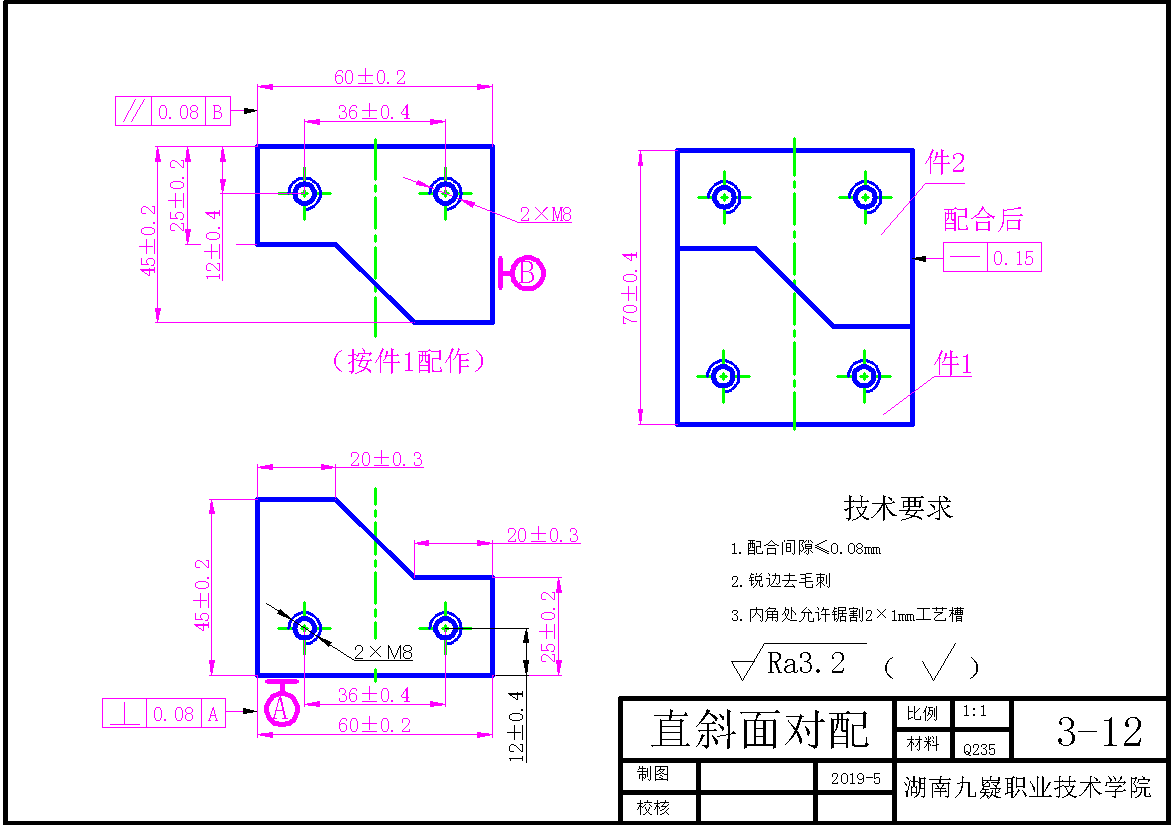 60±0.2
// 0.08 B
36±0.4
45±0.2
25±0.2
12±0.4
2×M8
B
(按件1配作)
件2
配合后
— 0.15
70±0.4
件1
20±0.3
20±0.3
45±0.2
25±0.2
2×M8
A
36±0.4
⊥ 0.08 A
60±0.2
12±0.4
技术要求
1.配合间隙≤0.08mm
2.锐边去毛刺
3.内角处允许锯割2×1mm工艺槽
√Ra3.2 ( √ )
直斜面对配
比例 1:1
材料 Q235
3-12
制图 2019-5
校核
湖南九嶷职业技术学院